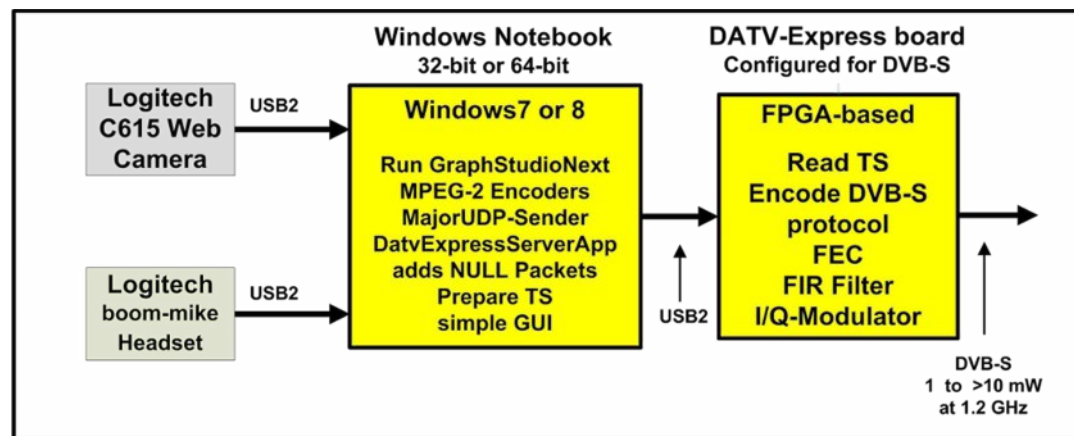 Windows Notebook
32-bit or 64-bit
DATV-Express board
Configured for DVB-S
Logitech
C615 Web
Camera
USB2
Logitech
boom-mike
Headset
USB2
Windows7 or 8
Run GraphStudioNext
MPEG-2 Encoders
MajorUDP-Sender
DatvExpressServerApp
adds NULL Packets
Prepare TS
simple GUI
USB2
FPGA-based
Read TS
Encode DVB-S
protocol
FEC
FIR Filter
I/Q-Modulator
DVB-S
1 to >10 mW
at 1.2 GHz